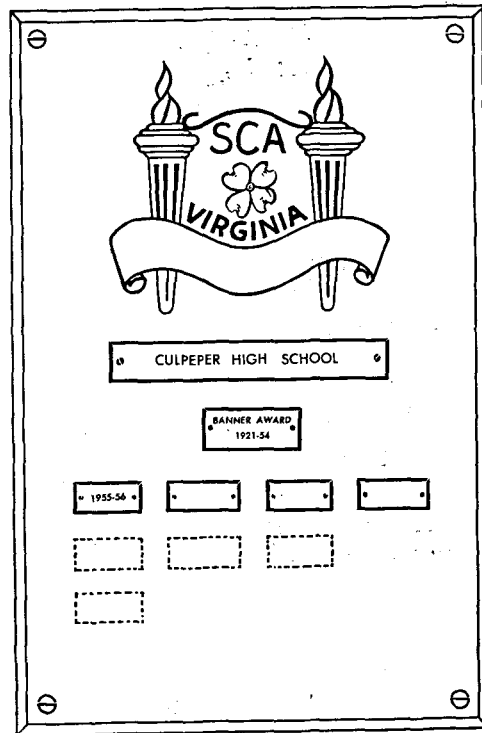 SCA
VIRGINIA
CULPEPER HIGH SCHOOL
BANNER AWARD
1921-54
1955-56